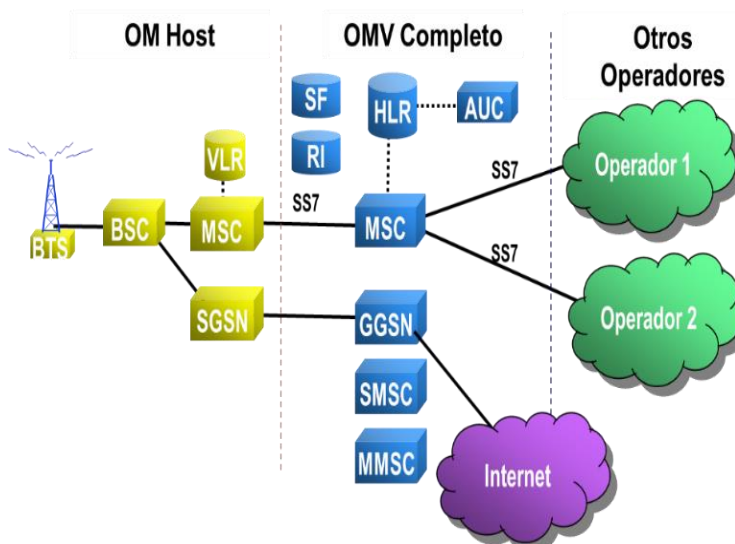 OM Host
OMV Completo
Otros
Operadores
SF
HLR
AUC
VLR
RI
Operador 1
SS7
SS7
BTS
BSC
MSC
MSC
SS7
SGSN
GGSN
Operador 2
SMSC
MMSC
Internet